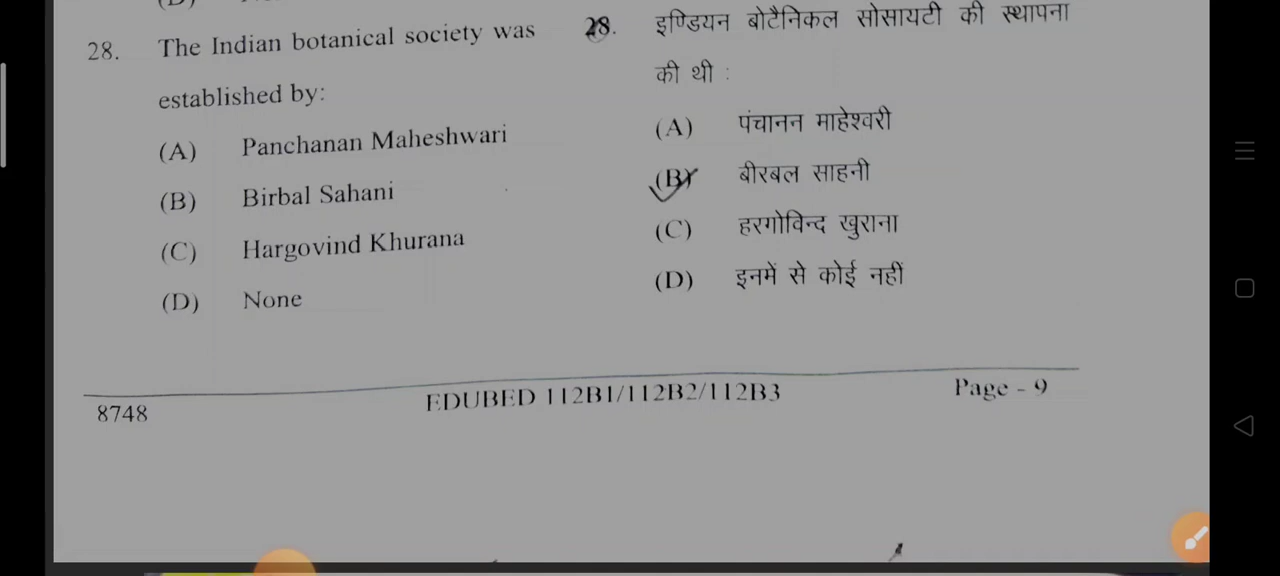 28. The Indian botanical society was
established by:
(A) Panchanan Maheshwari
(B) Birbal Sahani
(C) Hargovind Khurana
(D) None
28. इण्डियन बोटैनिकल सोसायटी की स्थापना
की थी :
(A) पंचानन माहेश्वरी
(B) बीरबल साहनी
(C) हरगोविन्द खुराना
(D) इनमें से कोई नहीं
8748 EDUBED 112B1/112B2/112B3 Page - 9